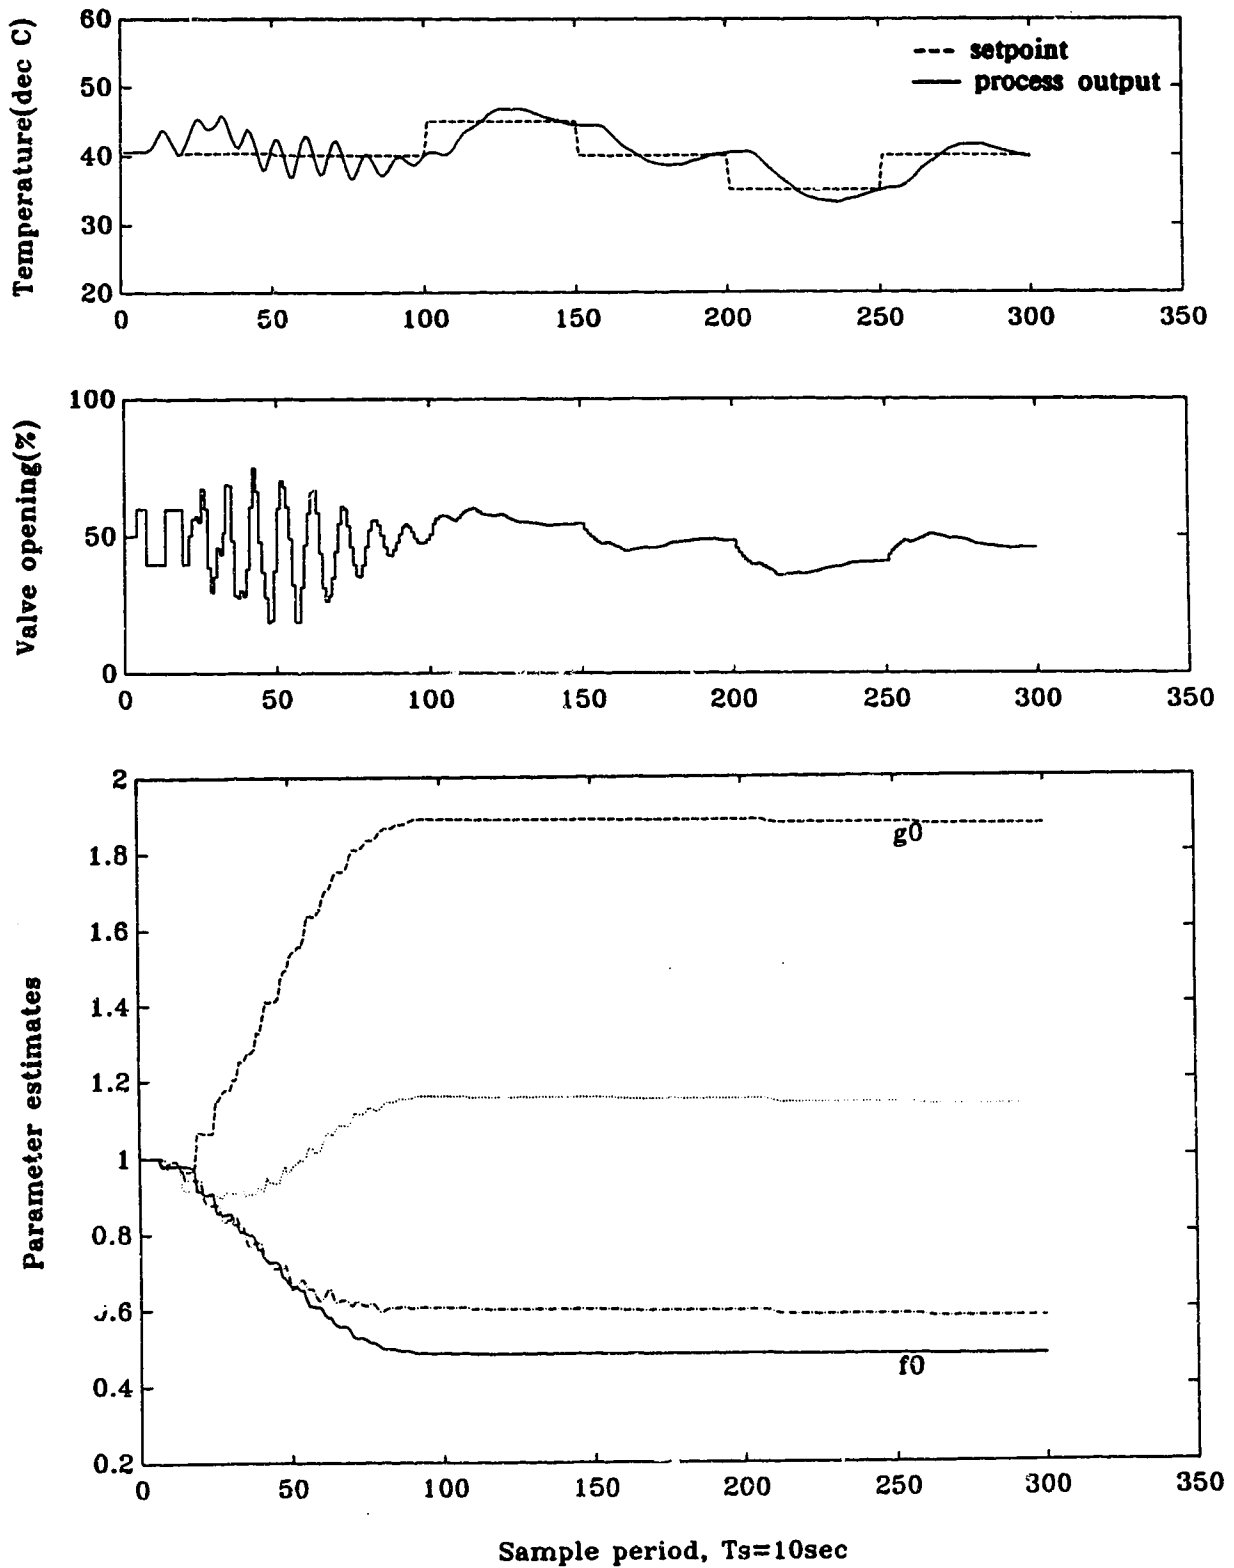 Temperature(dec C)
60
50
40
30
20
--- setpoint
— process output
0 50 100 150 200 250 300 350
Valve opening(%)
100
50
0
0 50 100 150 200 250 300 350
Parameter estimates
2
1.8
1.6
1.4
1.2
1
0.8
.6
0.4
0.2
g0
f0
0 50 100 150 200 250 300 350
Sample period, Ts=10sec